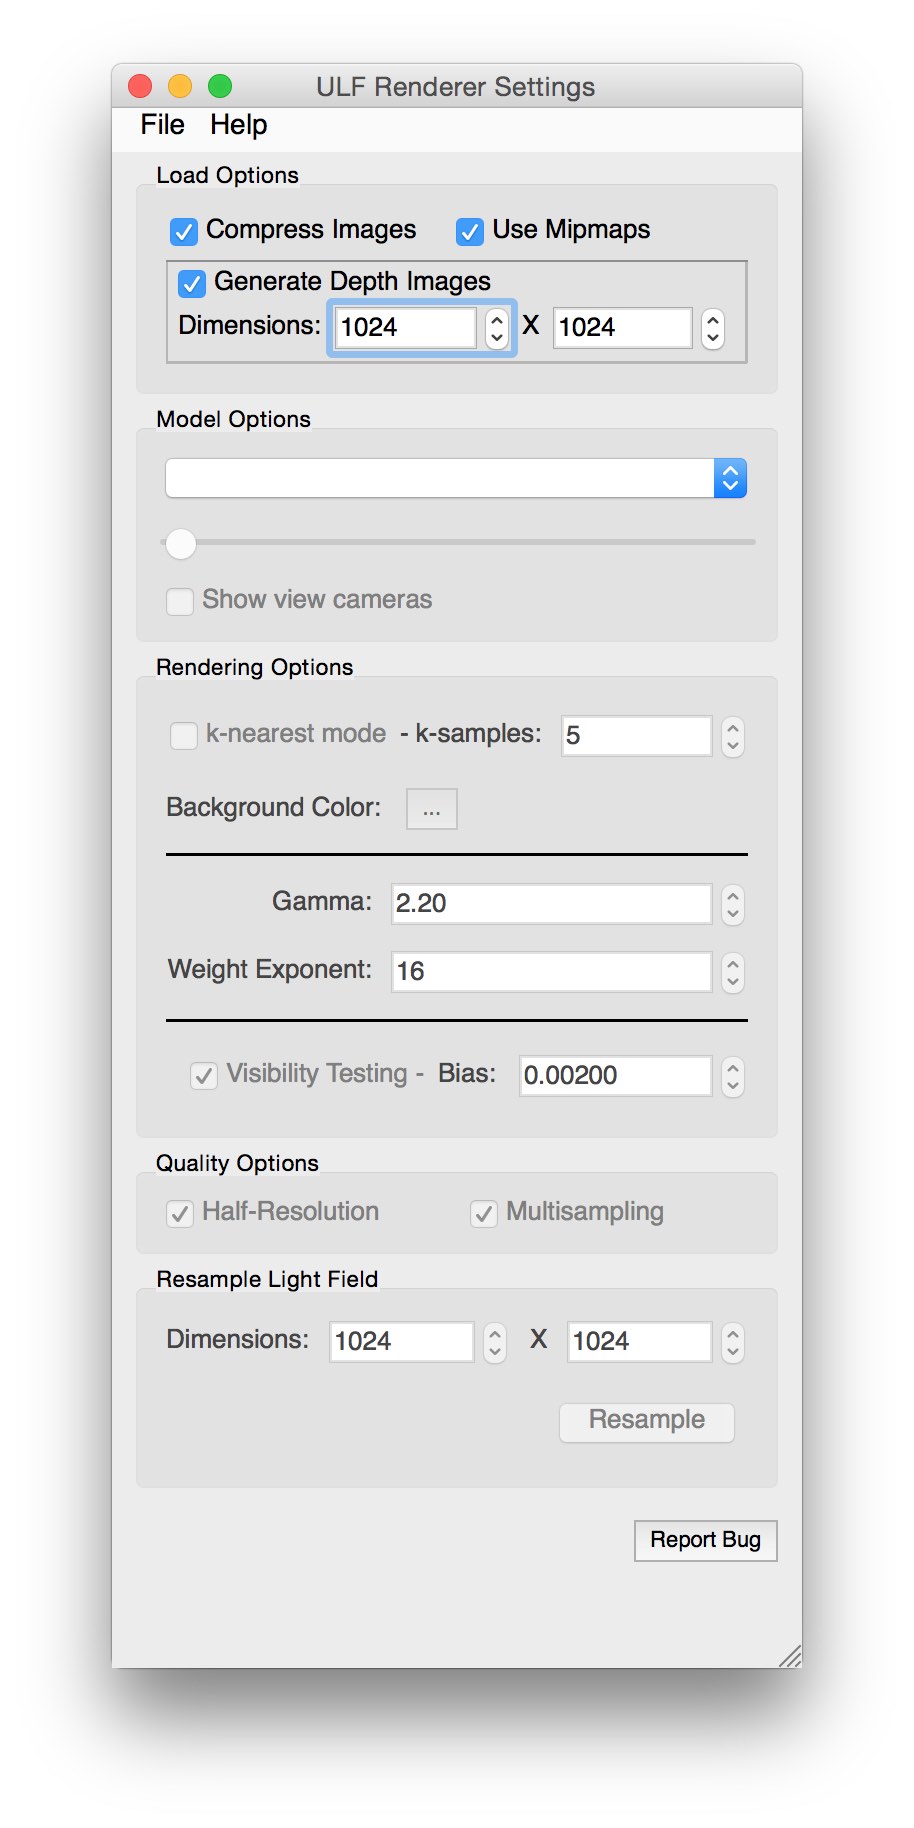 ULF Renderer Settings
File Help
Load Options
Compress Images Use Mipmaps
Generate Depth Images
Dimensions: 1024 X 1024
Model Options
Show view cameras
Rendering Options
k-nearest mode - k-samples: 5
Background Color: ...
Gamma: 2.20
Weight Exponent: 16
Visibility Testing - Bias: 0.00200
Quality Options
Half-Resolution Multisampling
Resample Light Field
Dimensions: 1024 X 1024
Resample
Report Bug